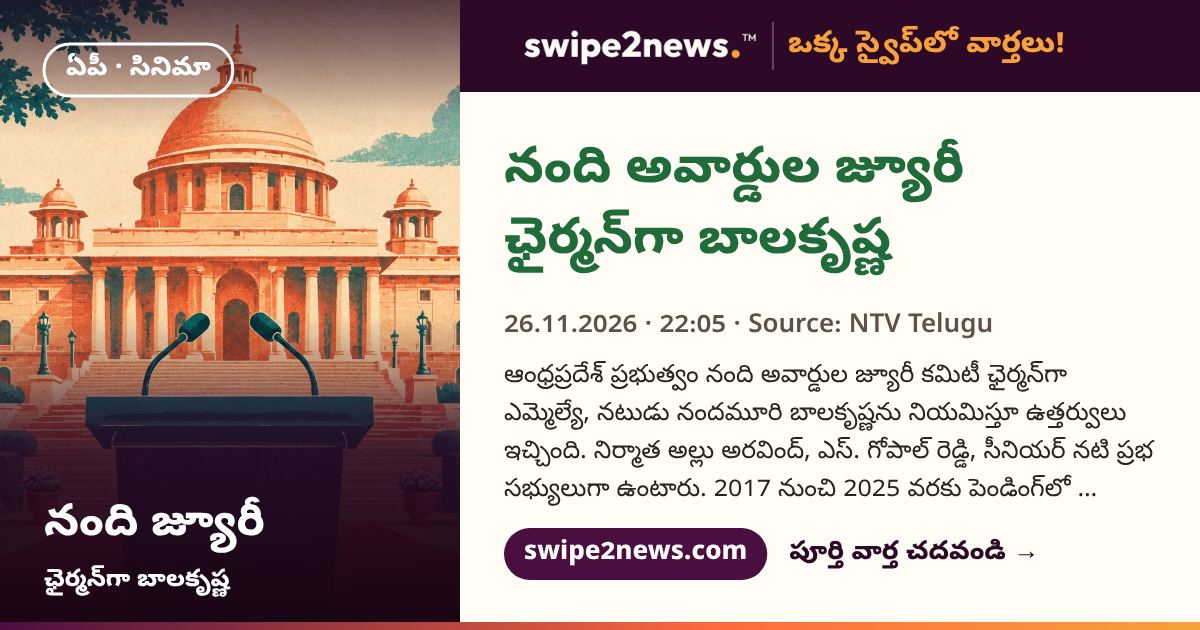 ఏపీ · సినిమా
swipe2news.™ ఒక్క స్వైప్‌లో వార్తలు!
నంది అవార్డుల జ్యూరీ
ఛైర్మన్‌గా బాలకృష్ణ
26.11.2026 · 22:05 · Source: NTV Telugu
ఆంధ్రప్రదేశ్ ప్రభుత్వం నంది అవార్డుల జ్యూరీ కమిటీ ఛైర్మన్‌గా
ఎమ్మెల్యే, నటుడు నందమూరి బాలకృష్ణను నియమిస్తూ ఉత్తర్వులు
ఇచ్చింది. నిర్మాత అల్లు అరవింద్, ఎస్. గోపాల్ రెడ్డి, సీనియర్ నటి ప్రభ
సభ్యులుగా ఉంటారు. 2017 నుంచి 2025 వరకు పెండింగ్‌లో ...
swipe2news.com పూర్తి వార్త చదవండి →
నంది జ్యూరీ
ఛైర్మన్‌గా బాలకృష్ణ